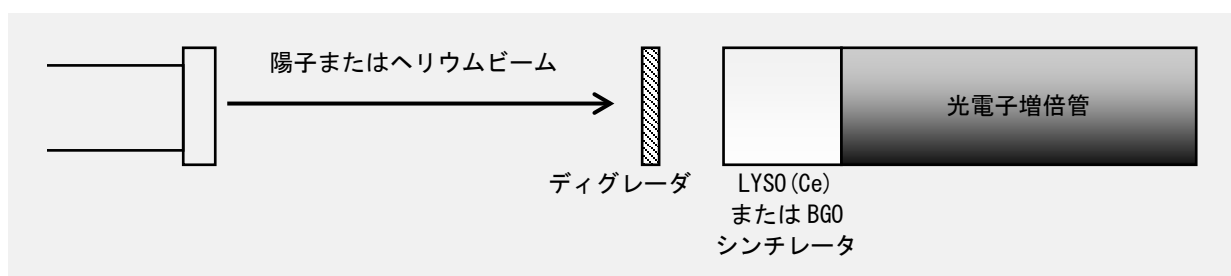 陽子またはヘリウムビーム
光電子増倍管
ディグレーダ
LYSO(Ce)
または BGO
シンチレータ